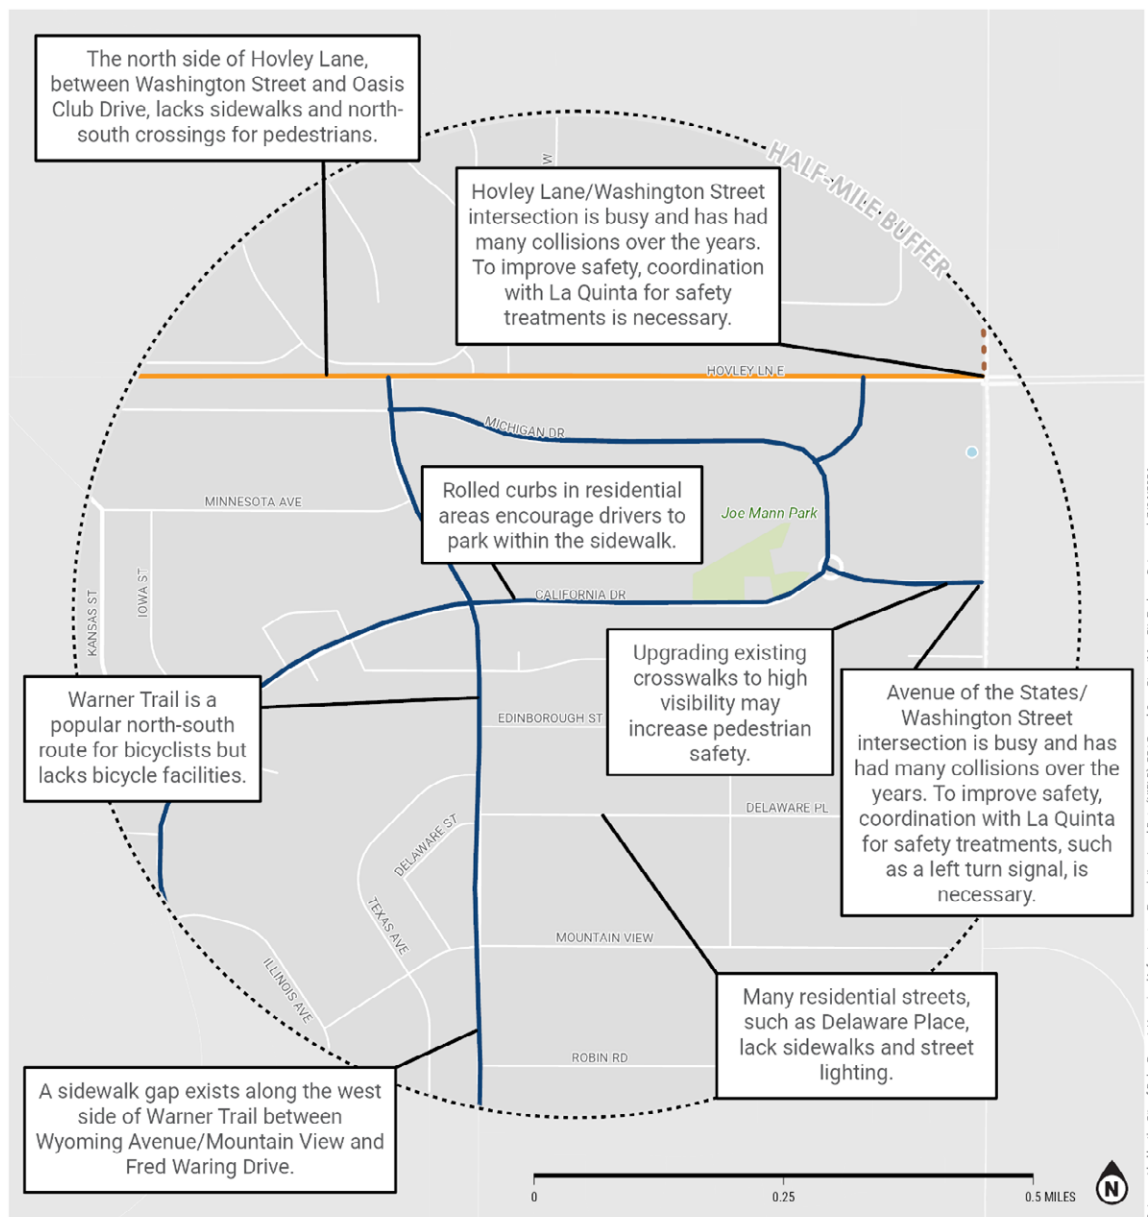 The north side of Hovley Lane,
between Washington Street and Oasis
Club Drive, lacks sidewalks and north-
south crossings for pedestrians.
W
HALF-MILE BUFFER
Hovley Lane/Washington Street
intersection is busy and has had
many collisions over the years.
To improve safety, coordination
with La Quinta for safety
treatments is necessary.
HOVLEY LN E
MICHIGAN DR
Rolled curbs in residential
areas encourage drivers to
park within the sidewalk.
MINNESOTA AVE
Joe Mann Park
KANSAS ST
IOWA ST
CALIFORNIA DR
Upgrading existing
crosswalks to high
visibility may
increase pedestrian
safety.
Warner Trail is a
popular north-south
route for bicyclists but
lacks bicycle facilities.
EDINBOROUGH ST
Avenue of the States/
Washington Street
intersection is busy and has
had many collisions over the
years. To improve safety,
coordination with La Quinta
for safety treatments, such
as a left turn signal, is
necessary.
DELAWARE PL
DELAWARE ST
TEXAS AVE
MOUNTAIN VIEW
ILLINOIS AVE
Many residential streets,
such as Delaware Place,
lack sidewalks and street
lighting.
ROBIN RD
A sidewalk gap exists along the west
side of Warner Trail between
Wyoming Avenue/Mountain View and
Fred Waring Drive.
0
0.25
0.5 MILES
N